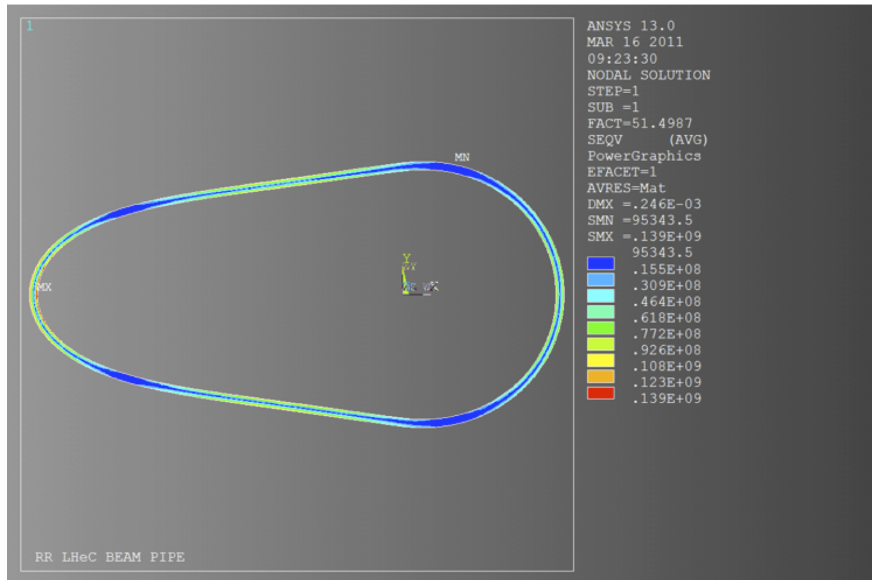 1
ANSYS 13.0
MAR 16 2011
09:23:30
NODAL SOLUTION
STEP=1
SUB =1
FACT=51.4987
SEQV (AVG)
PowerGraphics
EFACET=1
AVRES=Mat
DMX =.246E-03
SMN =95343.5
SMX =.139E+09
95343.5
.155E+08
.309E+08
.464E+08
.618E+08
.772E+08
.926E+08
.108E+09
.123E+09
.139E+09
MN
MX
Y
RR LHeC BEAM PIPE